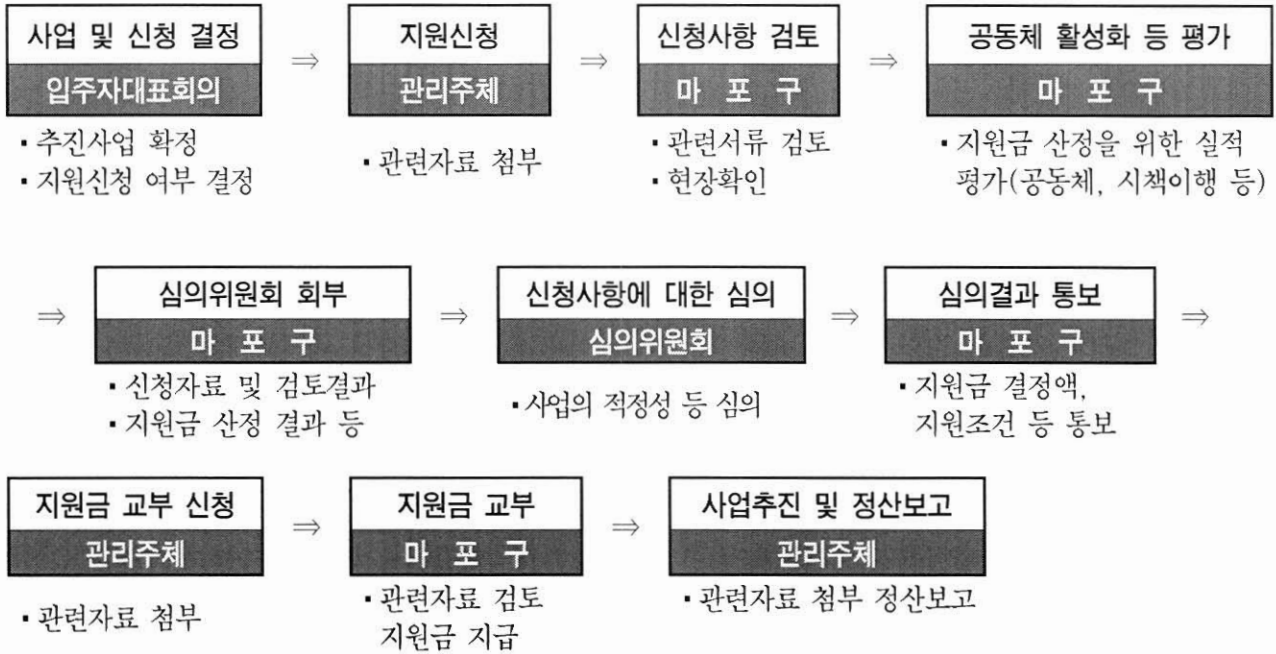 사업 및 신청 결정
입주자대표회의
▪ 추진사업 확정
▪ 지원신청 여부 결정
⇒
지원신청
관리주체
▪ 관련자료 첨부
⇒
신청사항 검토
마 포 구
▪ 관련서류 검토
▪ 현장확인
⇒
공동체 활성화 등 평가
마 포 구
▪ 지원금 산정을 위한 실적
평가(공동체, 시책이행 등)
⇒
심의위원회 회부
마 포 구
▪ 신청자료 및 검토결과
▪ 지원금 산정 결과 등
⇒
신청사항에 대한 심의
심의위원회
▪ 사업의 적정성 등 심의
⇒
심의결과 통보
마 포 구
▪ 지원금 결정액,
지원조건 등 통보
⇒
지원금 교부 신청
관리주체
▪ 관련자료 첨부
⇒
지원금 교부
마 포 구
▪ 관련자료 검토
지원금 지급
⇒
사업추진 및 정산보고
관리주체
▪ 관련자료 첨부 정산보고